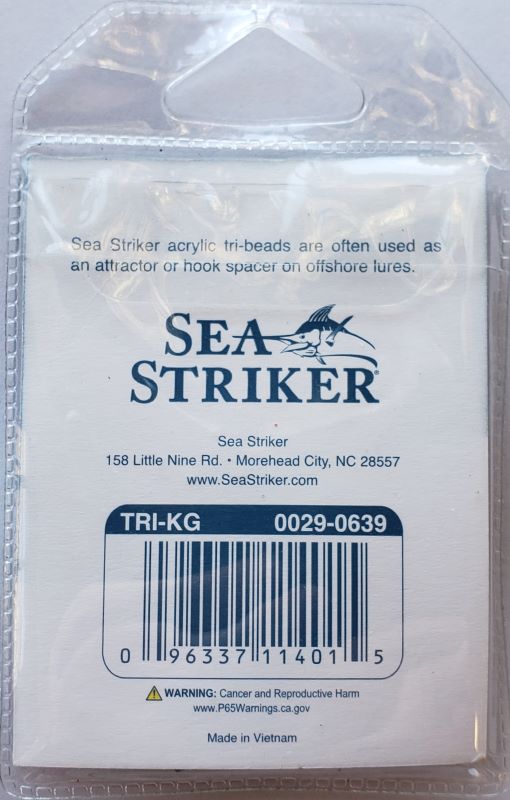 Sea Striker acrylic tri-beads are often used as
an attractor or hook spacer on offshore lures.
SEA
STRIKER®
Sea Striker
158 Little Nine Rd. • Morehead City, NC 28557
www.SeaStriker.com
TRI-KG 0029-0639
0 96337 11401 5
WARNING: Cancer and Reproductive Harm
www.P65Warnings.ca.gov
Made in Vietnam